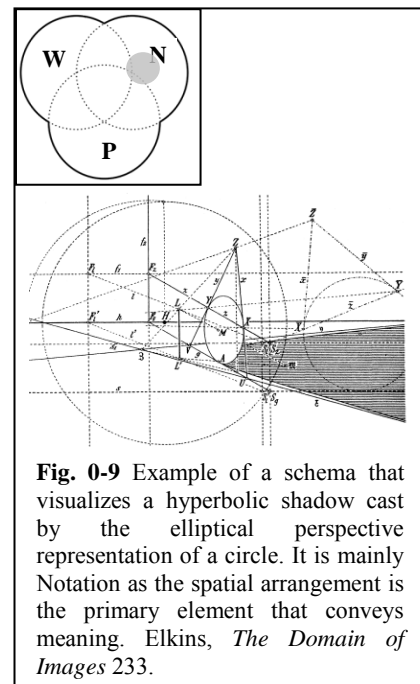 W N
P
Fig. 0-9 Example of a schema that
visualizes a hyperbolic shadow cast
by the elliptical perspective
representation of a circle. It is mainly
Notation as the spatial arrangement is
the primary element that conveys
meaning. Elkins, The Domain of
Images 233.